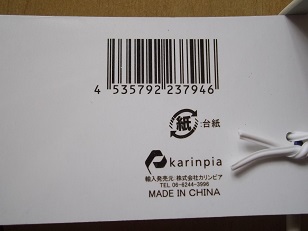 4 535792 237946
紙 台紙
karinpia
輸入発売元:株式会社カリンピア
TEL 06-6244-3996
MADE IN CHINA